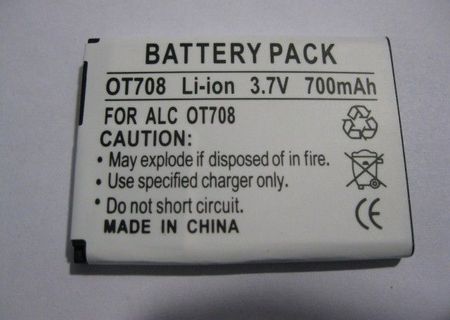 BATTERY PACK
OT708 Li-ion 3.7V 700mAh
FOR ALC OT708
CAUTION:
• May explode if disposed of in fire.
• Use specified charger only.
• Do not short circuit.
MADE IN CHINA
CE